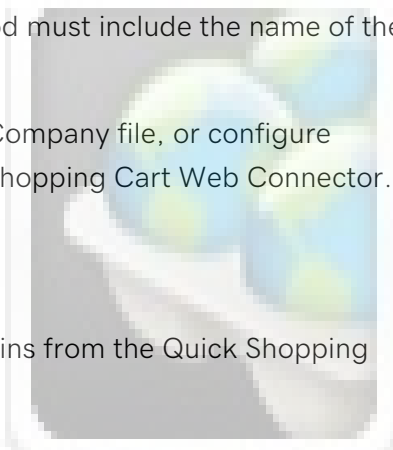 d must include the name of the
Company file, or configure
hopping Cart Web Connector.
ins from the Quick Shopping